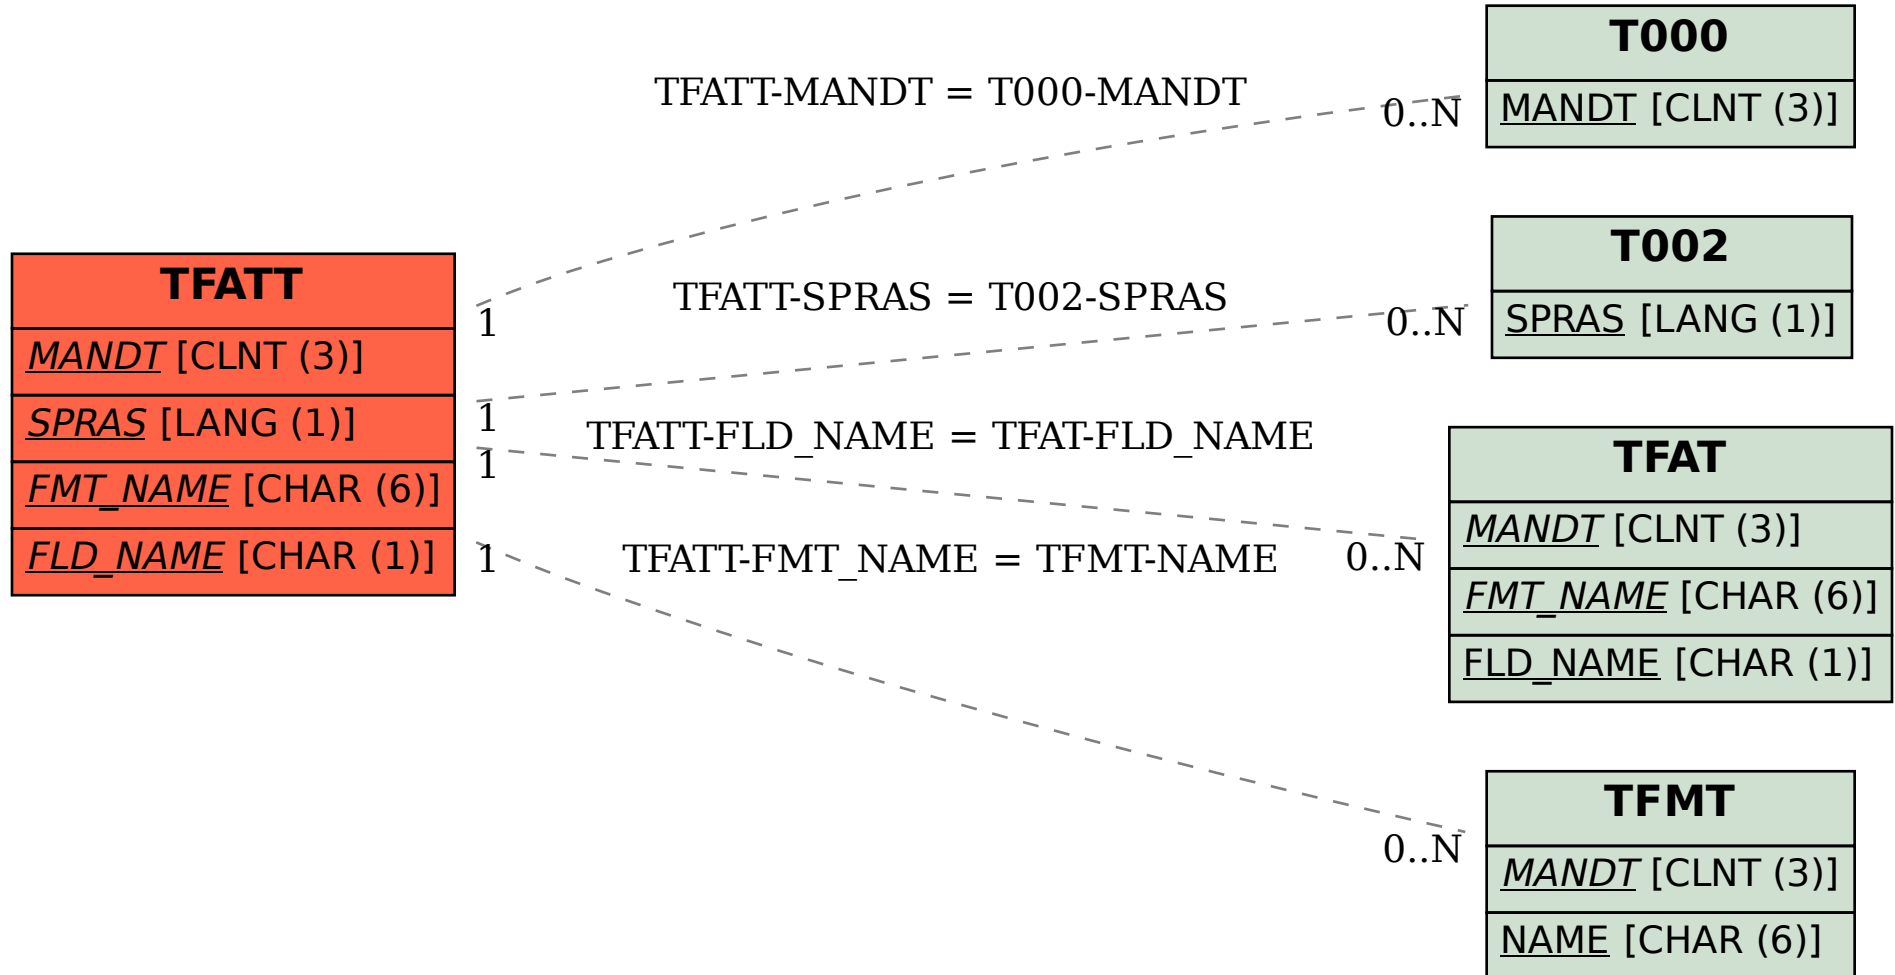 TFATT
MANDT [CLNT (3)]
SPRAS [LANG (1)]
FMT_NAME [CHAR (6)]
FLD_NAME [CHAR (1)]
TFATT-MANDT = T000-MANDT
1
0..N
TFATT-SPRAS = T002-SPRAS
1
0..N
TFATT-FLD_NAME = TFAT-FLD_NAME
1
0..N
TFATT-FMT_NAME = TFMT-NAME
1
0..N
T000
MANDT [CLNT (3)]
T002
SPRAS [LANG (1)]
TFAT
MANDT [CLNT (3)]
FMT_NAME [CHAR (6)]
FLD_NAME [CHAR (1)]
TFMT
MANDT [CLNT (3)]
NAME [CHAR (6)]